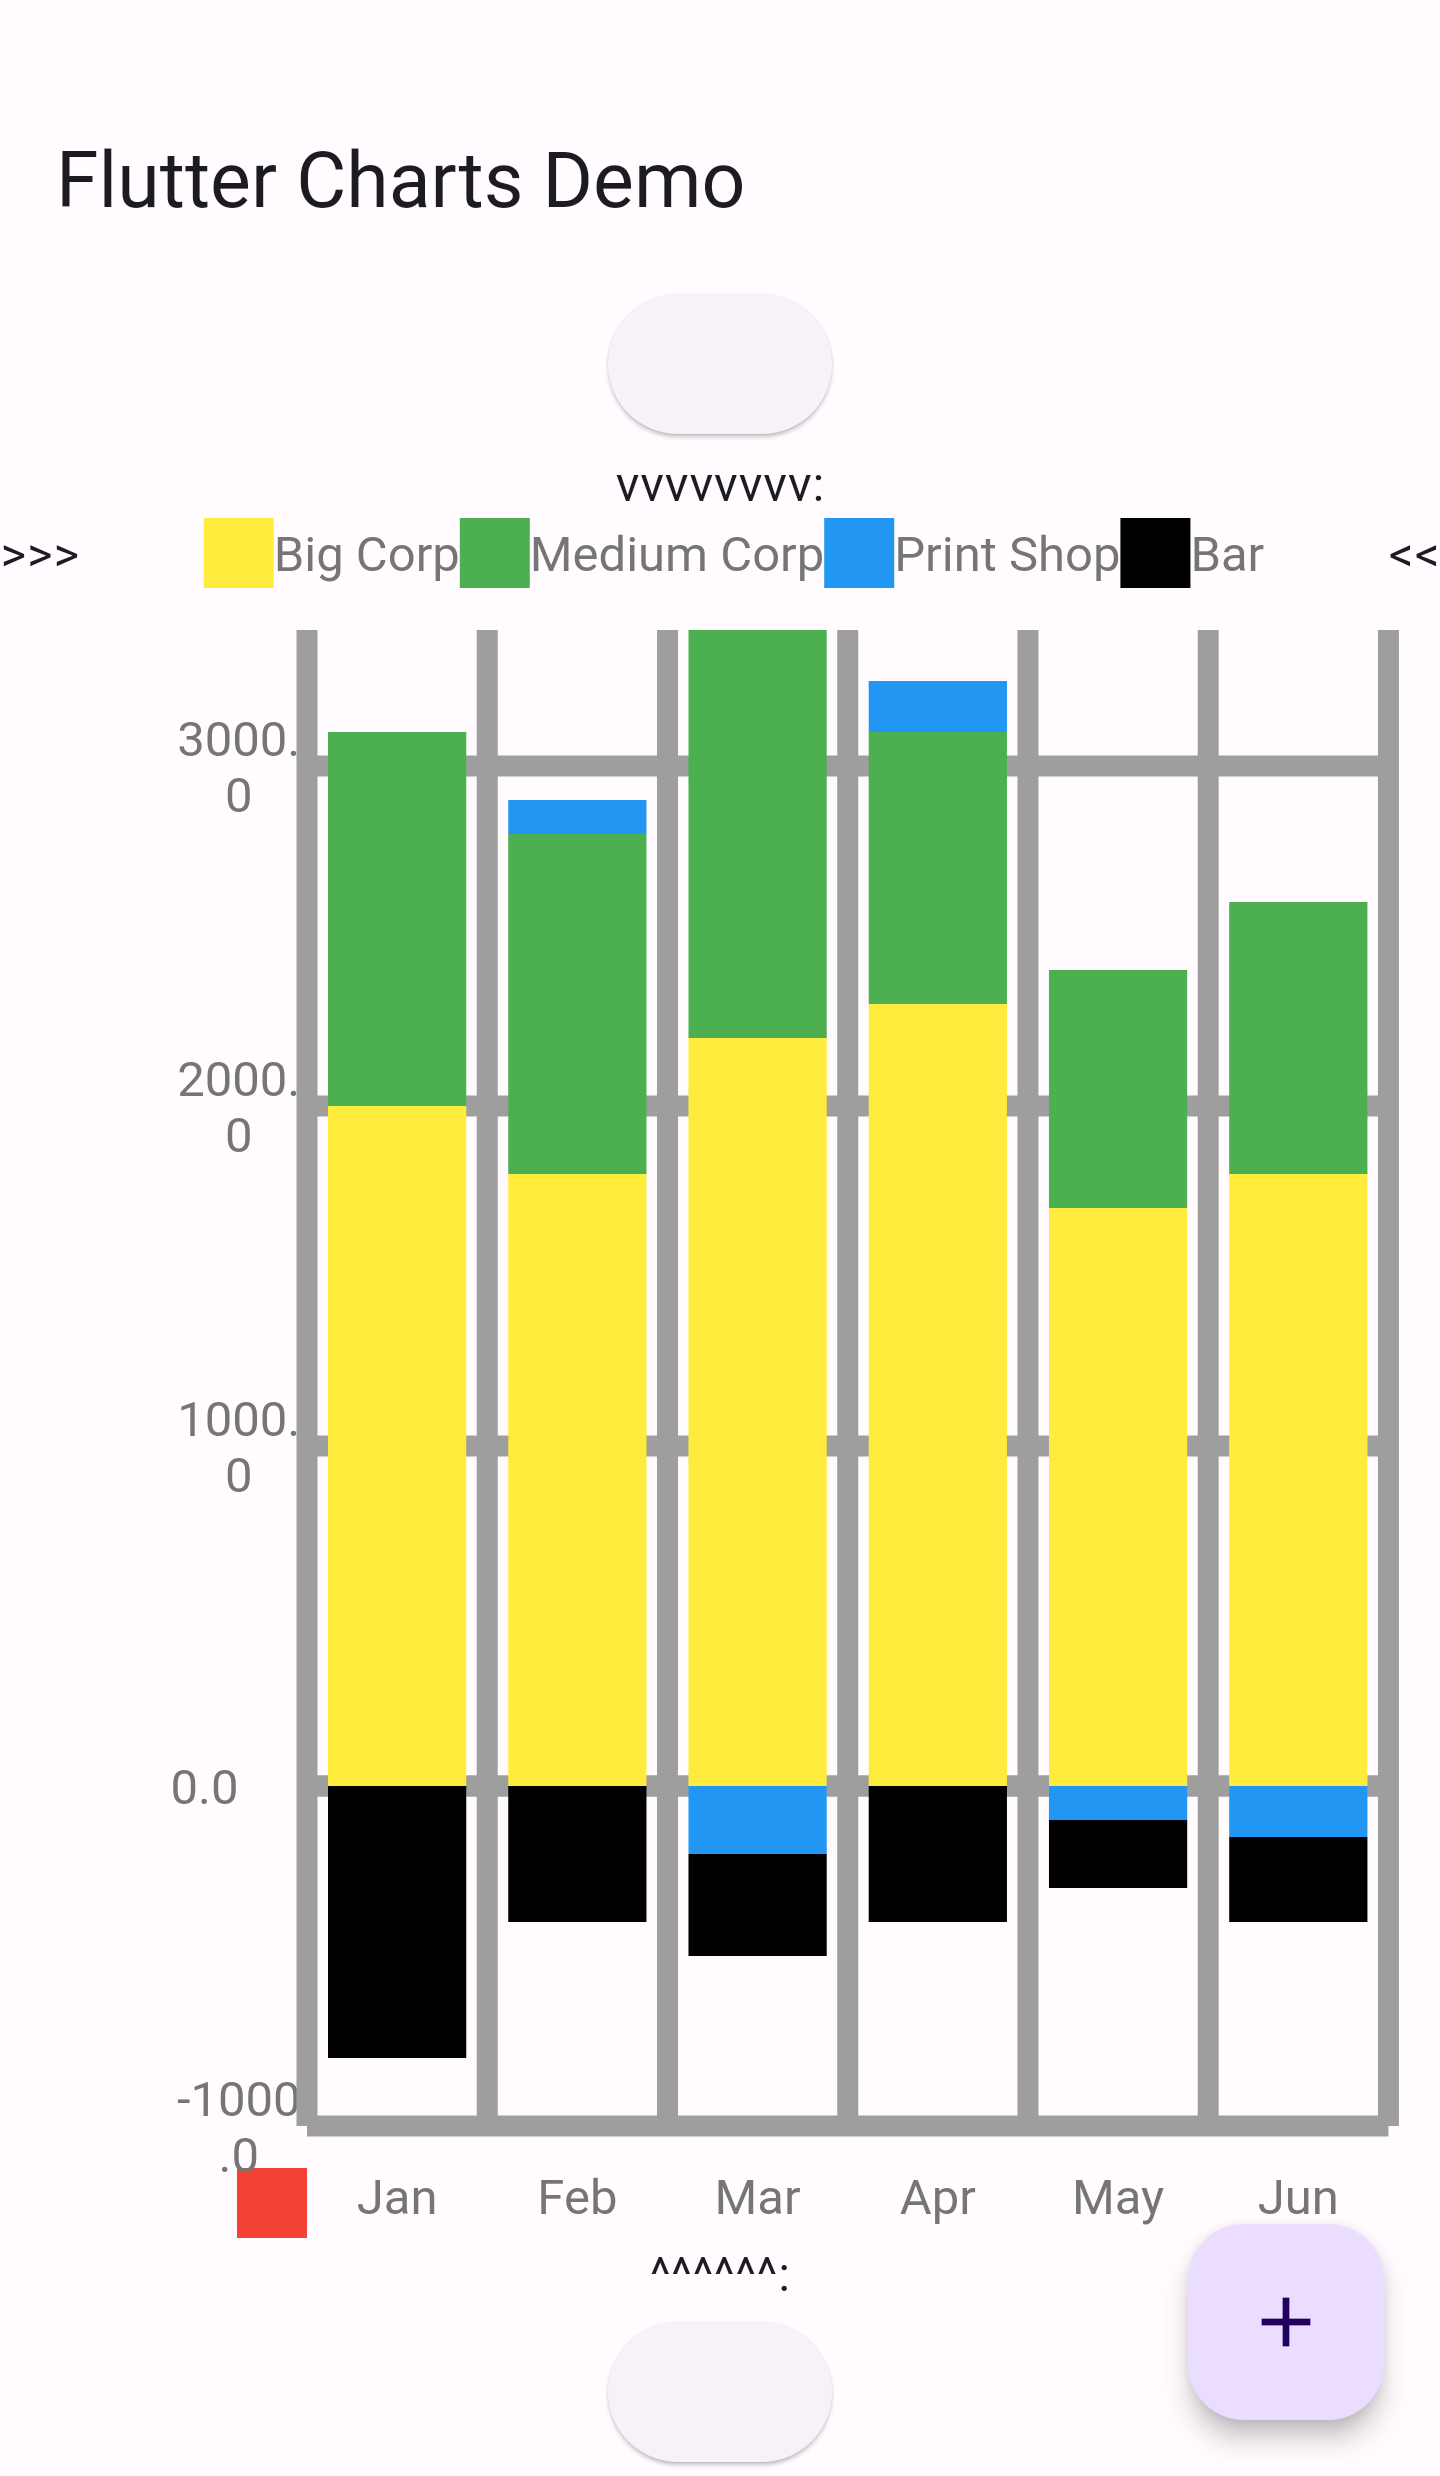 Flutter Charts Demo
vvvvvvvv:
>>> Big Corp Medium Corp Print Shop Bar <<
3000.
0
2000.
0
1000.
0
0.0
-1000
.0
Jan Feb Mar Apr May Jun
^^^^^^:
+